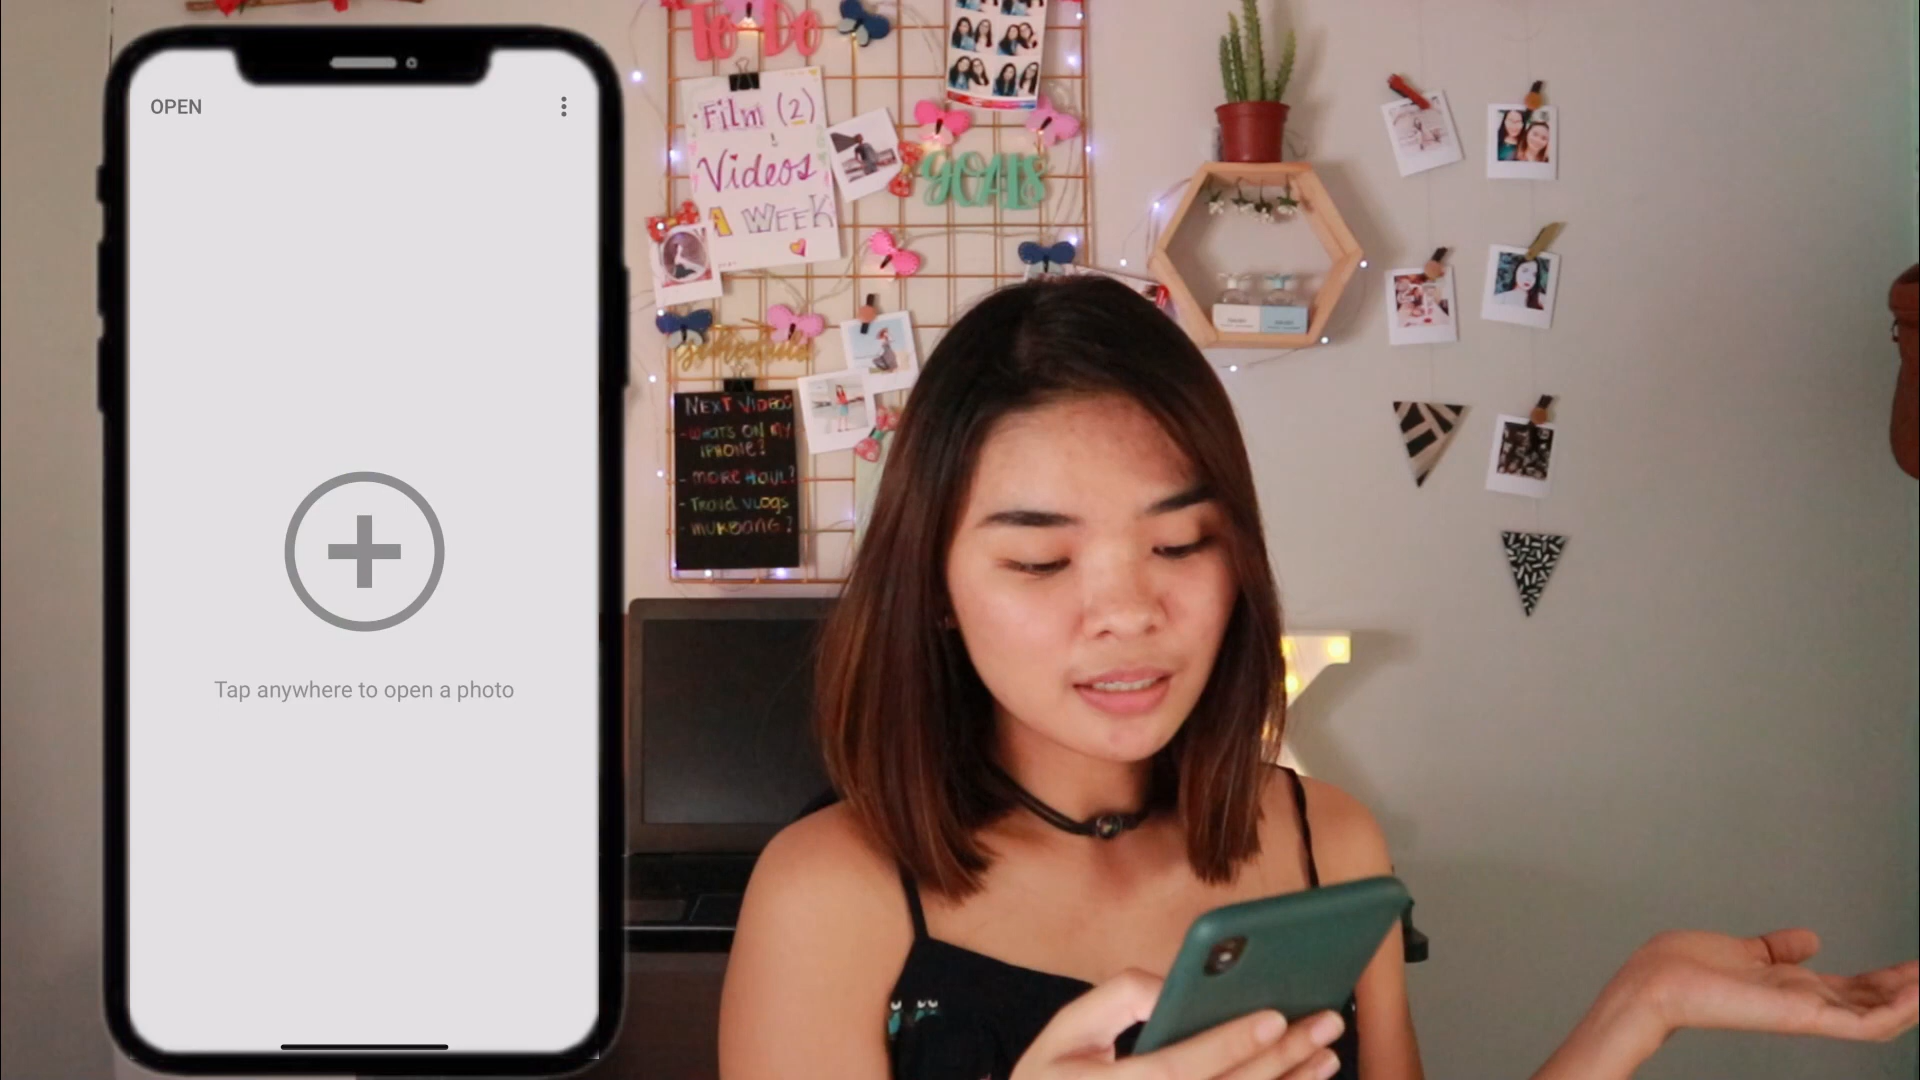 OPEN
Tap anywhere to open a photo
To Do
· Film (2)
Videos
A WEEK
GOALS
schedule
NEXT VIDEOS
- WHATS ON MY
IPHONE?
- MORE HAUL?
- TRAVEL VLOGS
- MUKBANG?